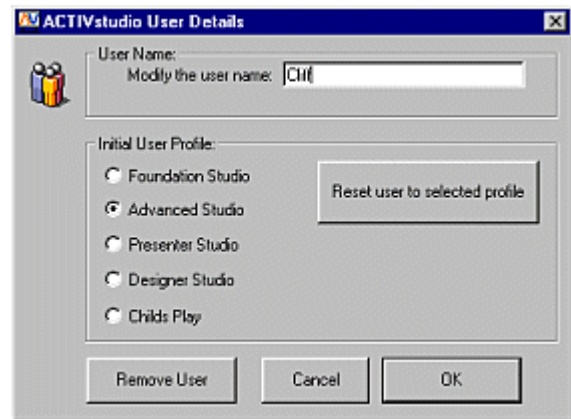 ACTIVstudio User Details
User Name:
Modify the user name: Clif
Initial User Profile:
Foundation Studio
Advanced Studio
Presenter Studio
Designer Studio
Childs Play
Reset user to selected profile
Remove User
Cancel
OK